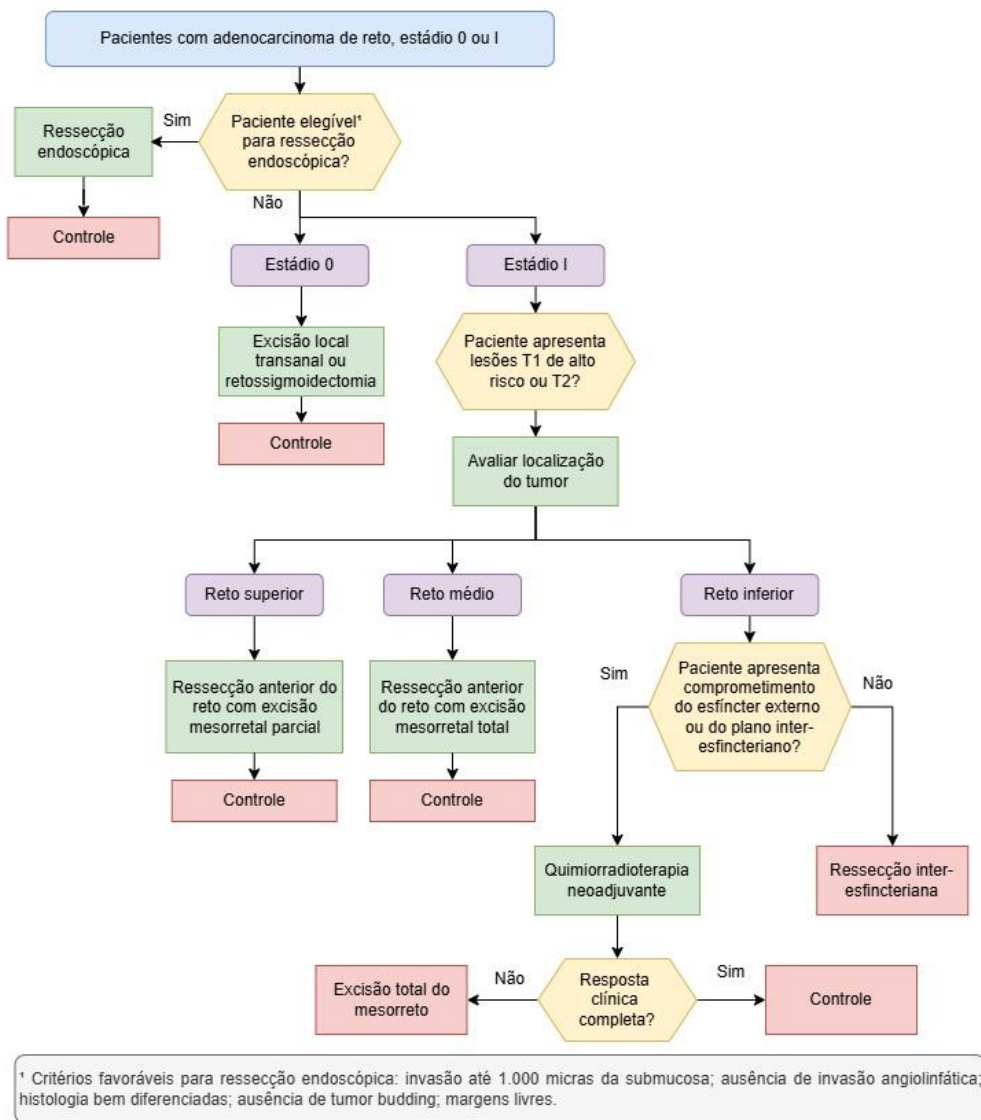 Pacientes com adenocarcinoma de reto, estádio 0 ou I
Paciente elegível¹
para ressecção
endoscópica?
Sim
Ressecção
endoscópica
Controle
Não
Estádio 0
Estádio I
Excisão local
transanal ou
retossigmoidectomia
Controle
Paciente apresenta
lesões T1 de alto
risco ou T2?
Avaliar localização
do tumor
Reto superior
Reto médio
Reto inferior
Ressecção anterior do
reto com excisão
mesorretal parcial
Controle
Ressecção anterior
do reto com excisão
mesorretal total
Controle
Paciente apresenta
comprometimento
do esfíncter externo
ou do plano inter-
esfincteriano?
Sim
Não
Quimiorradioterapia
neoadjuvante
Ressecção inter-
esfincteriana
Resposta
clínica
completa?
Não
Sim
Excisão total do
mesorreto
Controle
¹ Critérios favoráveis para ressecção endoscópica: invasão até 1.000 micras da submucosa; ausência de invasão angiolinfática;
histologia bem diferenciadas; ausência de tumor budding; margens livres.